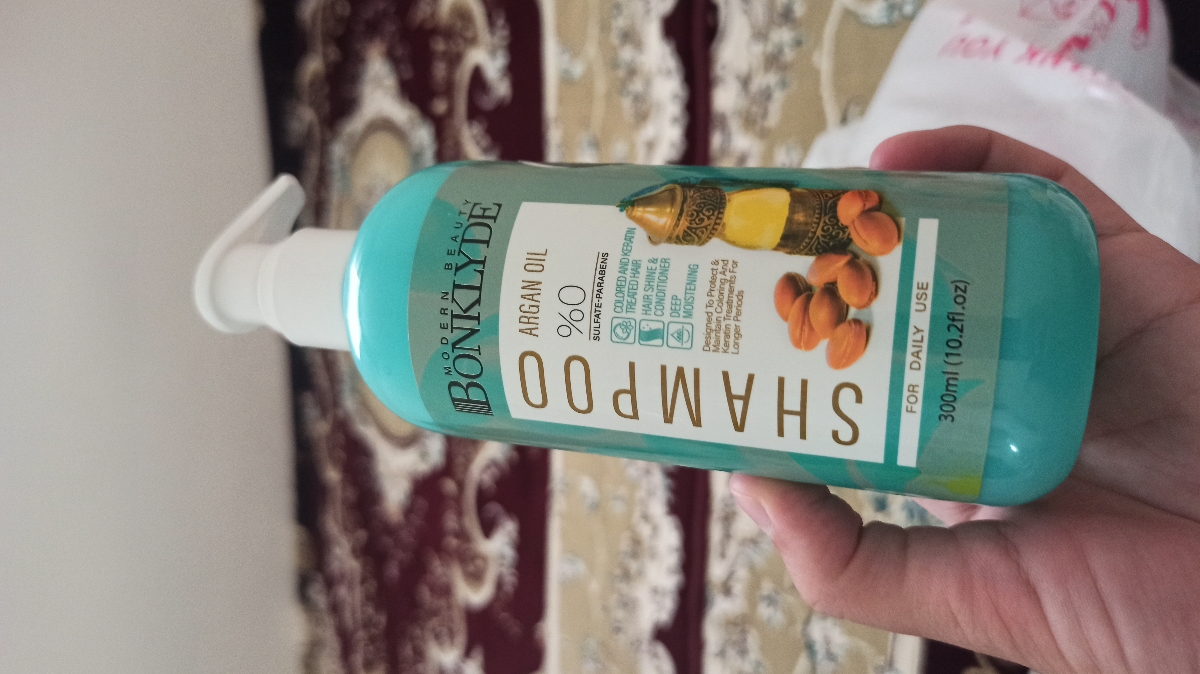 MODERN BEAUTY
BONKLYDE
ARGAN OIL
%0
SULFATE-PARABENS
COLORED AND KERATIN
TREATED HAIR
HAIR SHINE &
CONDITIONER
DEEP
MOISTENING
Designed To Protect &
Maintain Coloring And
Keratin Treatments For
Longer Periods
SHAMPOO
FOR DAILY USE
300ml (10.2fl.oz)
YOU